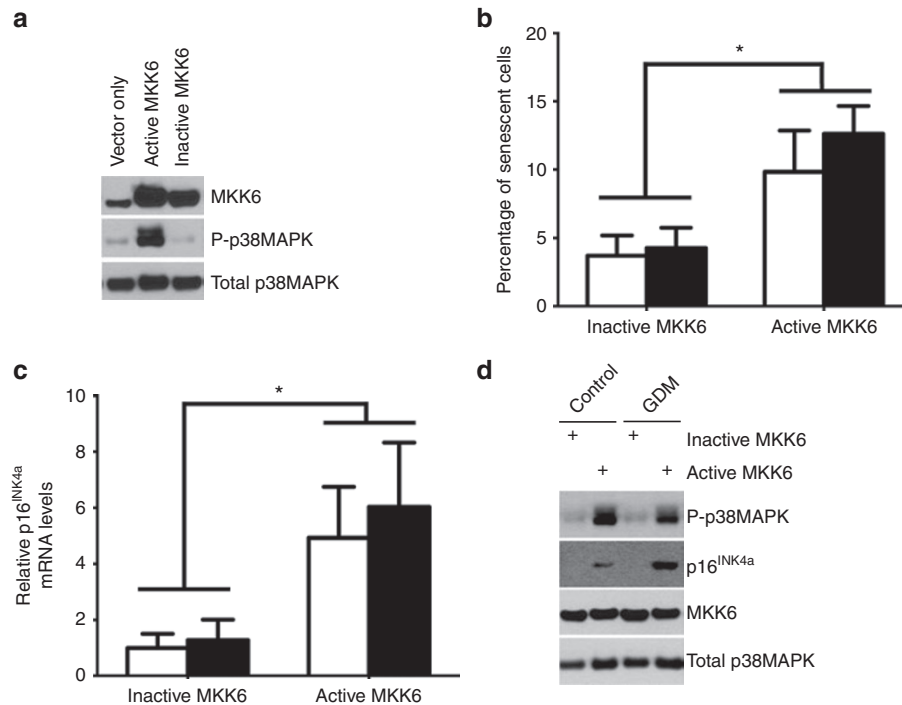 a
Vector only
Active MKK6
Inactive MKK6
MKK6
P-p38MAPK
Total p38MAPK
b
Percentage of senescent cells
20
15
10
5
0
*
Inactive MKK6
Active MKK6
c
Relative p16INK4a
mRNA levels
10
8
6
4
2
0
*
Inactive MKK6
Active MKK6
d
Control
GDM
+ + Inactive MKK6
+ + Active MKK6
P-p38MAPK
p16INK4a
MKK6
Total p38MAPK